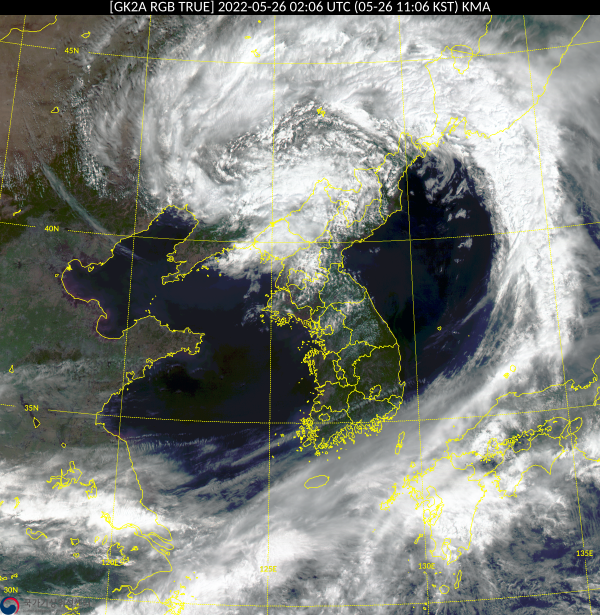 [GK2A RGB TRUE] 2022-05-26 02:06 UTC (05-26 11:06 KST) KMA
45N
40N
35N
135E
120E
125E
130E
30N